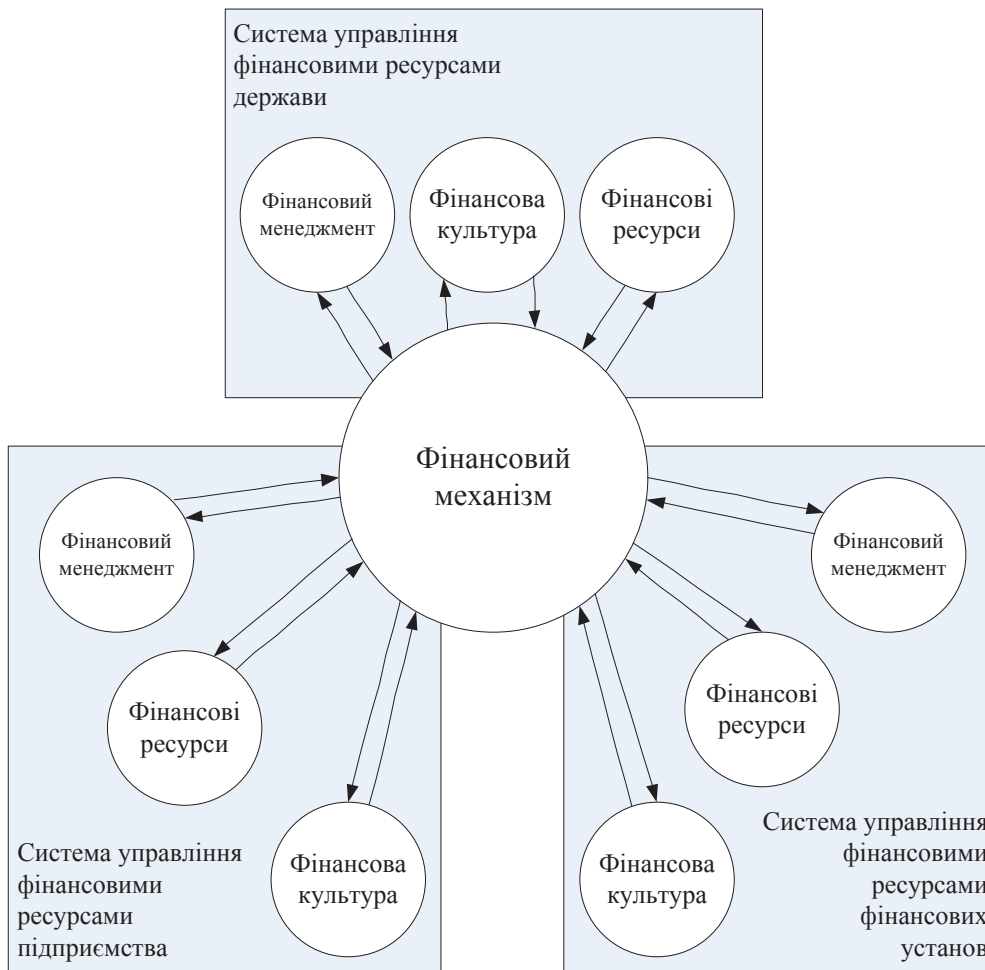 Система управління
фінансовими ресурсами
держави
Фінансовий
менеджмент
Фінансова
культура
Фінансові
ресурси
Фінансовий
механізм
Фінансовий
менеджмент
Фінансові
ресурси
Фінансова
культура
Система управління
фінансовими
ресурсами
підприємства
Фінансовий
менеджмент
Фінансові
ресурси
Фінансова
культура
Система управління
фінансовими
ресурсами
фінансових
установ